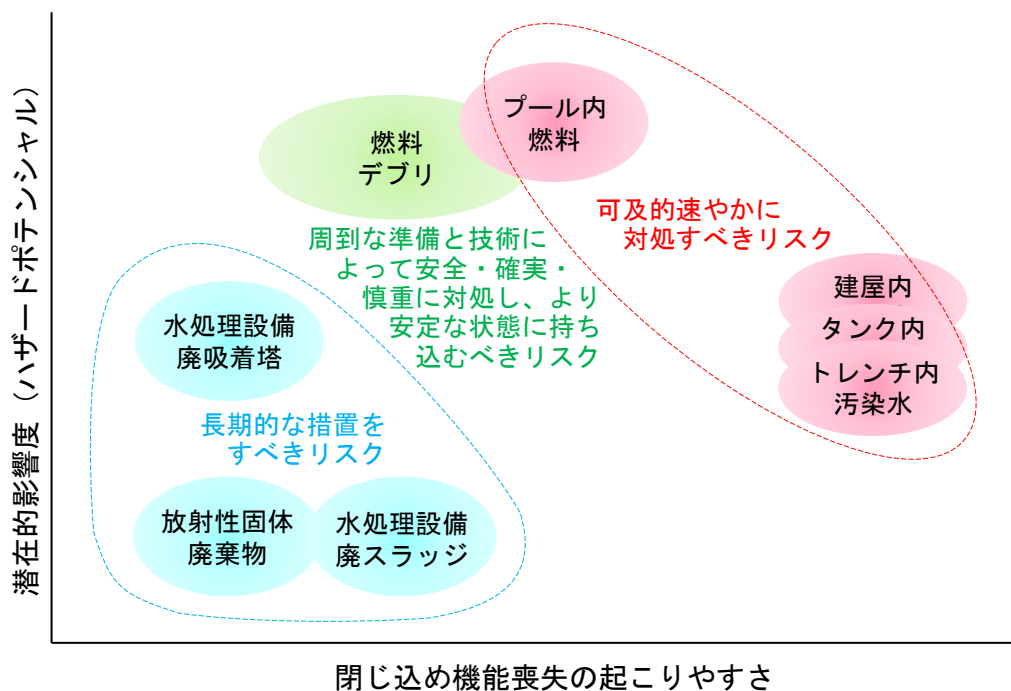 潜在的影響度(ハザードポテンシャル)
プール内
燃料
燃料
デブリ
可及的速やかに
対処すべきリスク
周到な準備と技術に
よって安全・確実・
慎重に対処し、より
安定な状態に持ち
込むべきリスク
建屋内
タンク内
トレンチ内
汚染水
水処理設備
廃吸着塔
長期的な措置を
すべきリスク
放射性固体
廃棄物
水処理設備
廃スラッジ
閉じ込め機能喪失の起こりやすさ